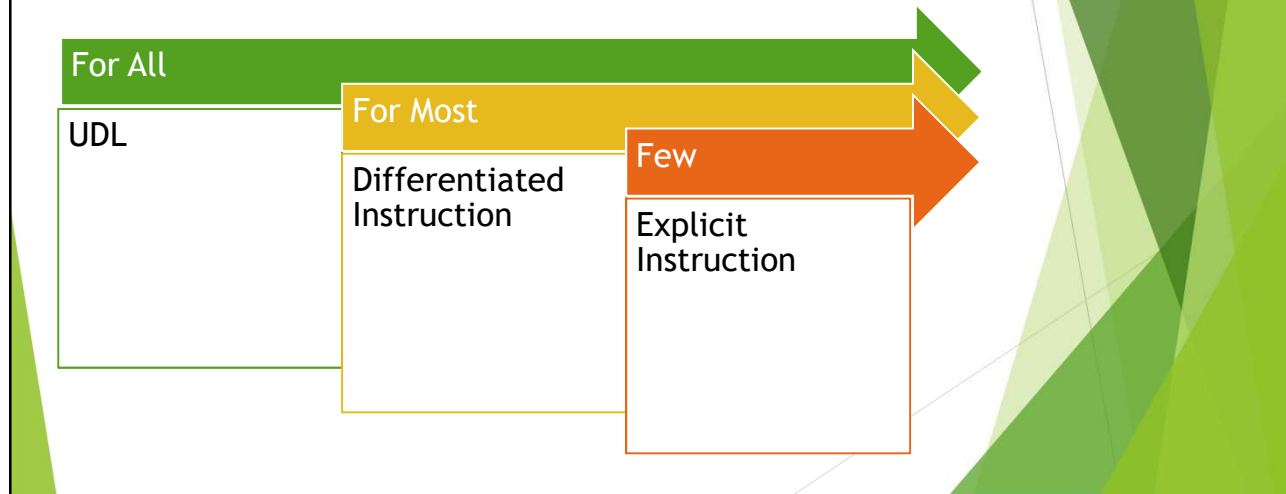 For All
UDL
For Most
Differentiated
Instruction
Few
Explicit
Instruction